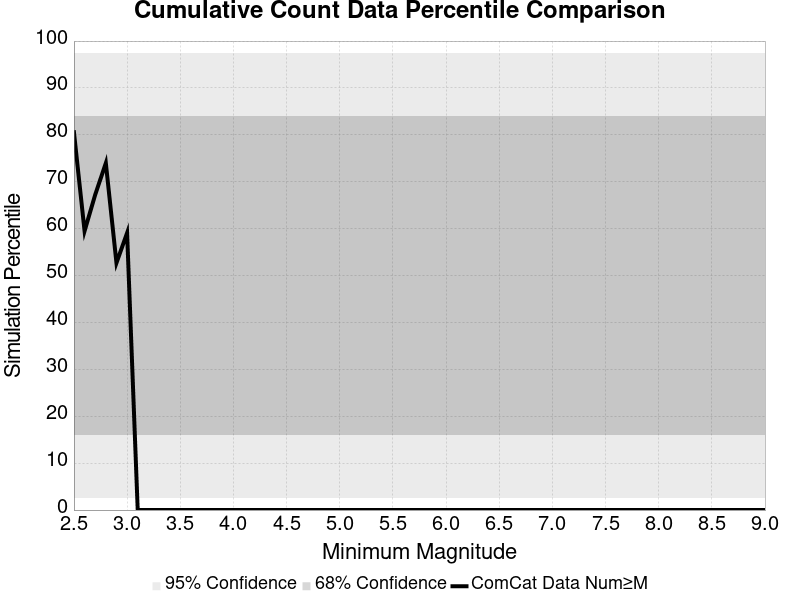 Cumulative Count Data Percentile Comparison
100
90
80
70
60
50
40
30
20
10
0
Simulation Percentile
2.5 3.0 3.5 4.0 4.5 5.0 5.5 6.0 6.5 7.0 7.5 8.0 8.5 9.0
Minimum Magnitude
95% Confidence 68% Confidence ComCat Data Num≥M